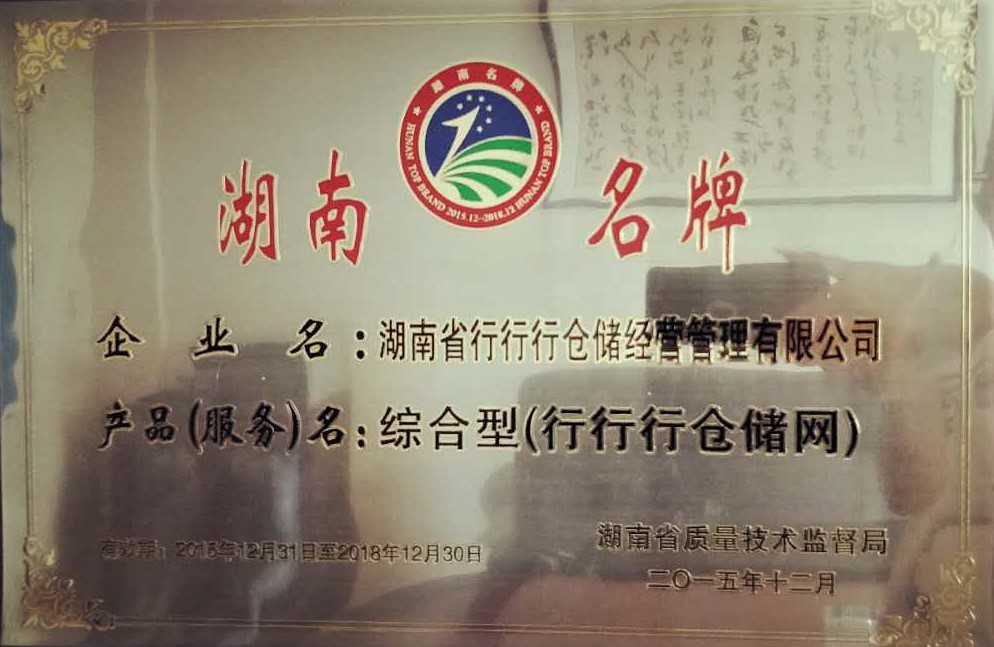 湖南名牌
HUNAN TOP BRAND 2015.12--2018.12 HUNAN TOP BRAND
湖南 名牌
企业名:湖南省行行行仓储经营管理有限公司
产品(服务)名:综合型(行行行仓储网)
有效期:2015年12月31日至2018年12月30日
湖南省质量技术监督局
二〇一五年十二月